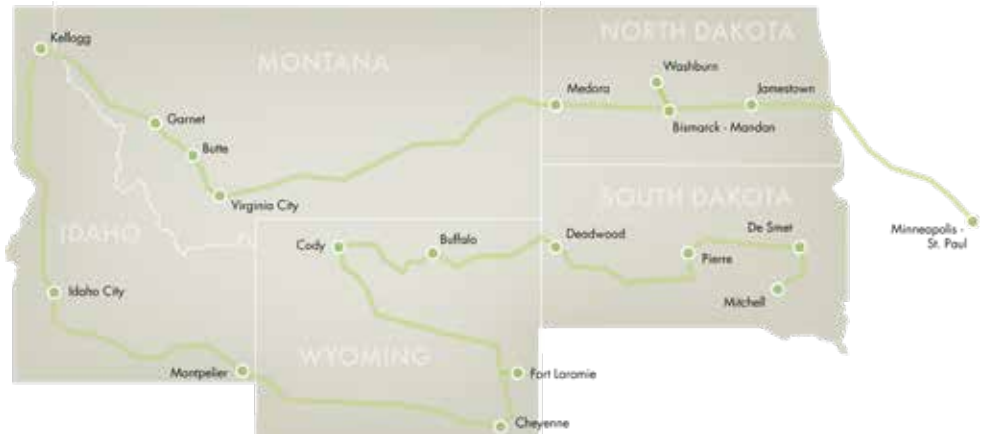 NORTH DAKOTA
Kellogg
MONTANA
Washburn
Medora
Jamestown
Garnet
Bismarck - Mandan
Butte
Virginia City
SOUTH DAKOTA
IDAHO
Cody
Buffalo
Deadwood
De Smet
Minneapolis -
St. Paul
Pierre
Idaho City
Mitchell
WYOMING
Montpelier
Fort Laramie
Cheyenne